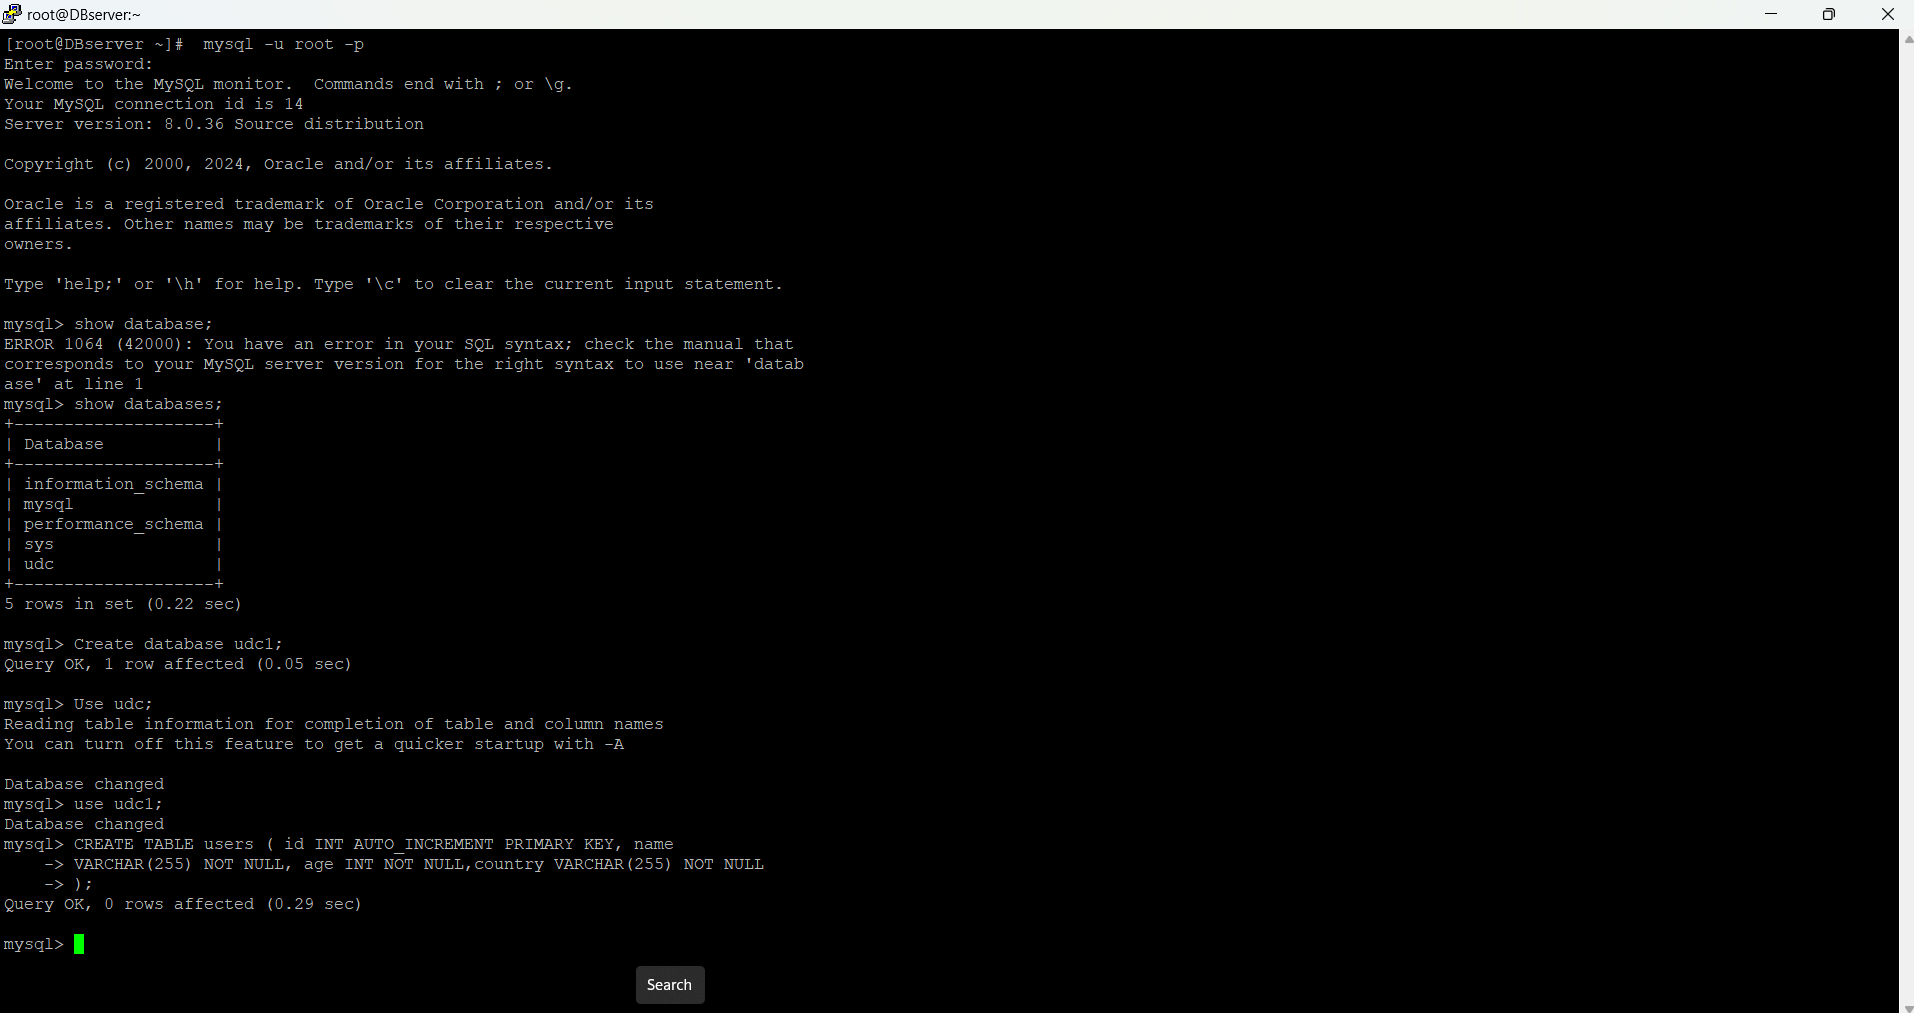 root@DBserver:~
[root@DBserver ~]#  mysql -u root -p
Enter password:
Welcome to the MySQL monitor.  Commands end with ; or \g.
Your MySQL connection id is 14
Server version: 8.0.36 Source distribution
Copyright (c) 2000, 2024, Oracle and/or its affiliates.
Oracle is a registered trademark of Oracle Corporation and/or its
affiliates. Other names may be trademarks of their respective
owners.
Type 'help;' or '\h' for help. Type '\c' to clear the current input statement.
mysql> show database;
ERROR 1064 (42000): You have an error in your SQL syntax; check the manual that
corresponds to your MySQL server version for the right syntax to use near 'datab
ase' at line 1
mysql> show databases;
+--------------------+
| Database           |
+--------------------+
| information_schema |
| mysql              |
| performance_schema |
| sys                |
| udc                |
+--------------------+
5 rows in set (0.22 sec)
mysql> Create database udc1;
Query OK, 1 row affected (0.05 sec)
mysql> Use udc;
Reading table information for completion of table and column names
You can turn off this feature to get a quicker startup with -A
Database changed
mysql> use udc1;
Database changed
mysql> CREATE TABLE users ( id INT AUTO_INCREMENT PRIMARY KEY, name
    -> VARCHAR(255) NOT NULL, age INT NOT NULL,country VARCHAR(255) NOT NULL
    -> );
Query OK, 0 rows affected (0.29 sec)
mysql>
Search